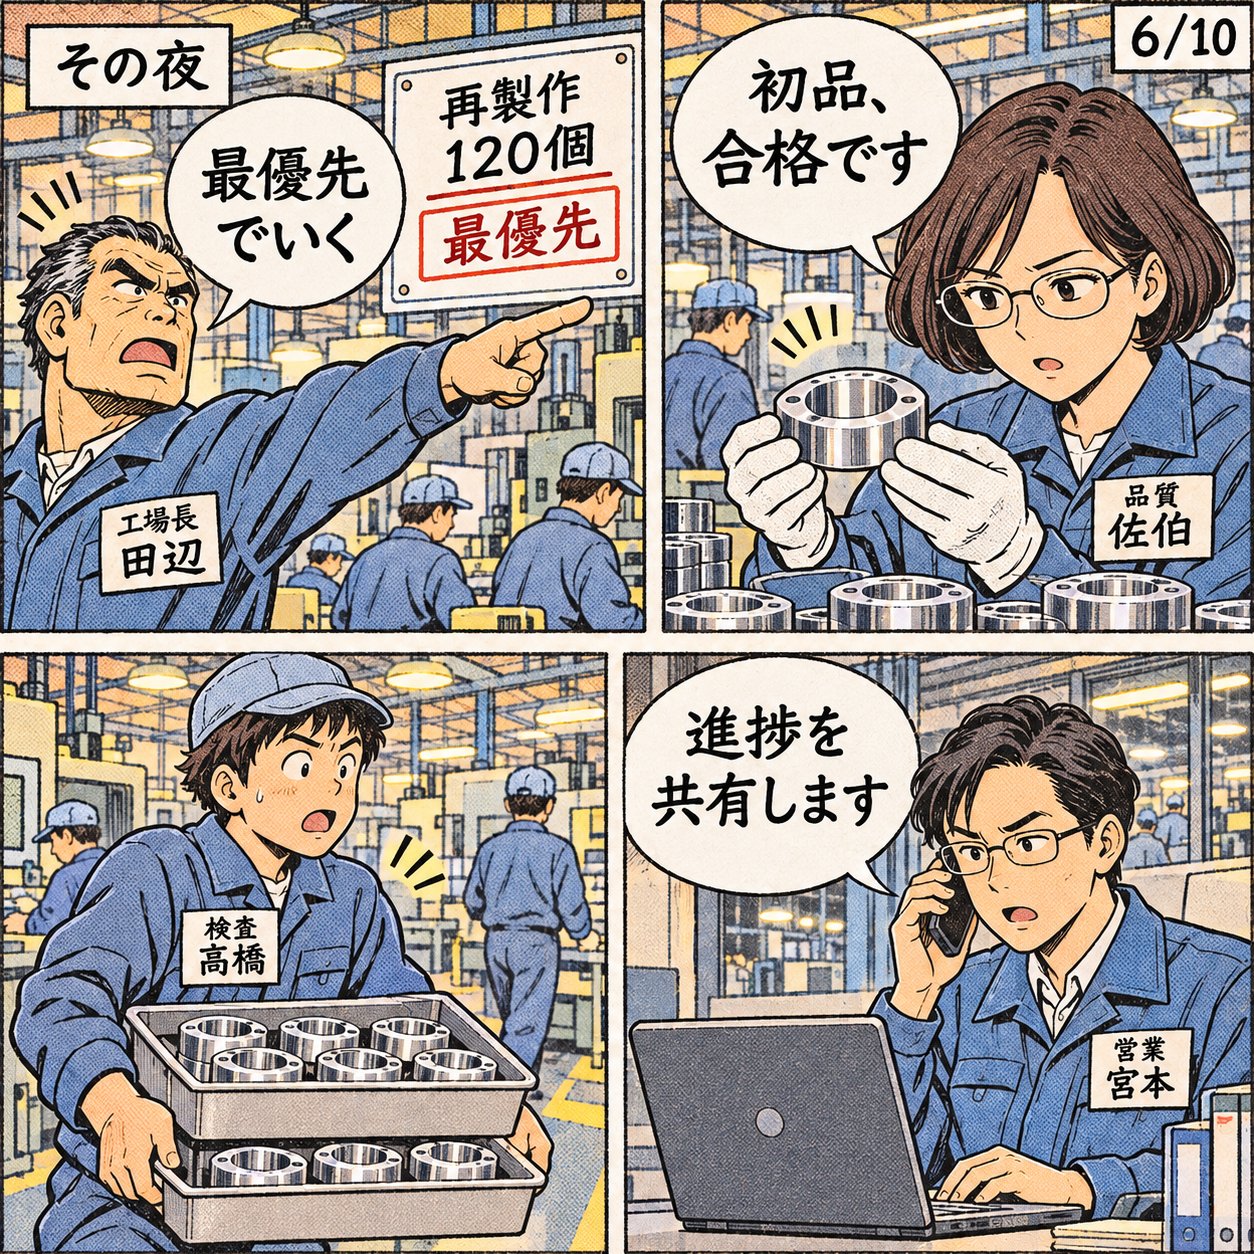 その夜
最優先
でいく
再製作
120個
最優先
工場長
田辺
6/10
初品、
合格です
品質
佐伯
検査
高橋
進捗を
共有します
営業
宮本